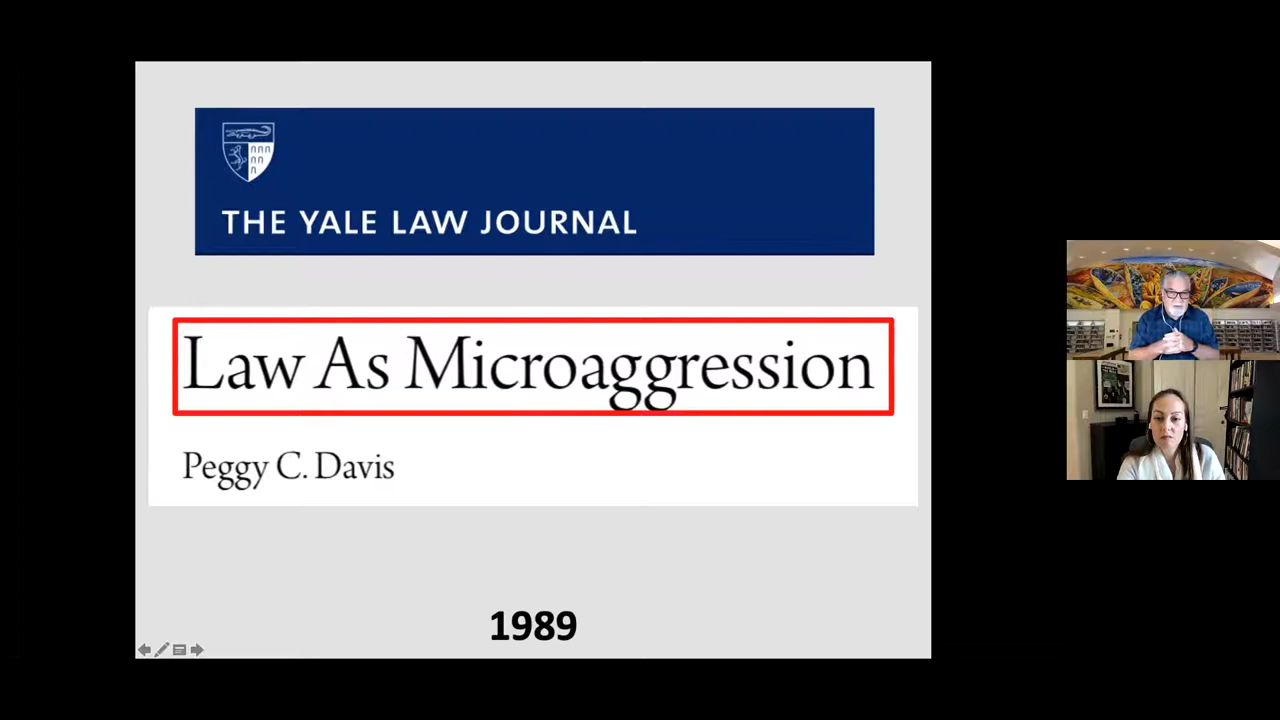 THE YALE LAW JOURNAL
Law As Microaggression
Peggy C. Davis
1989